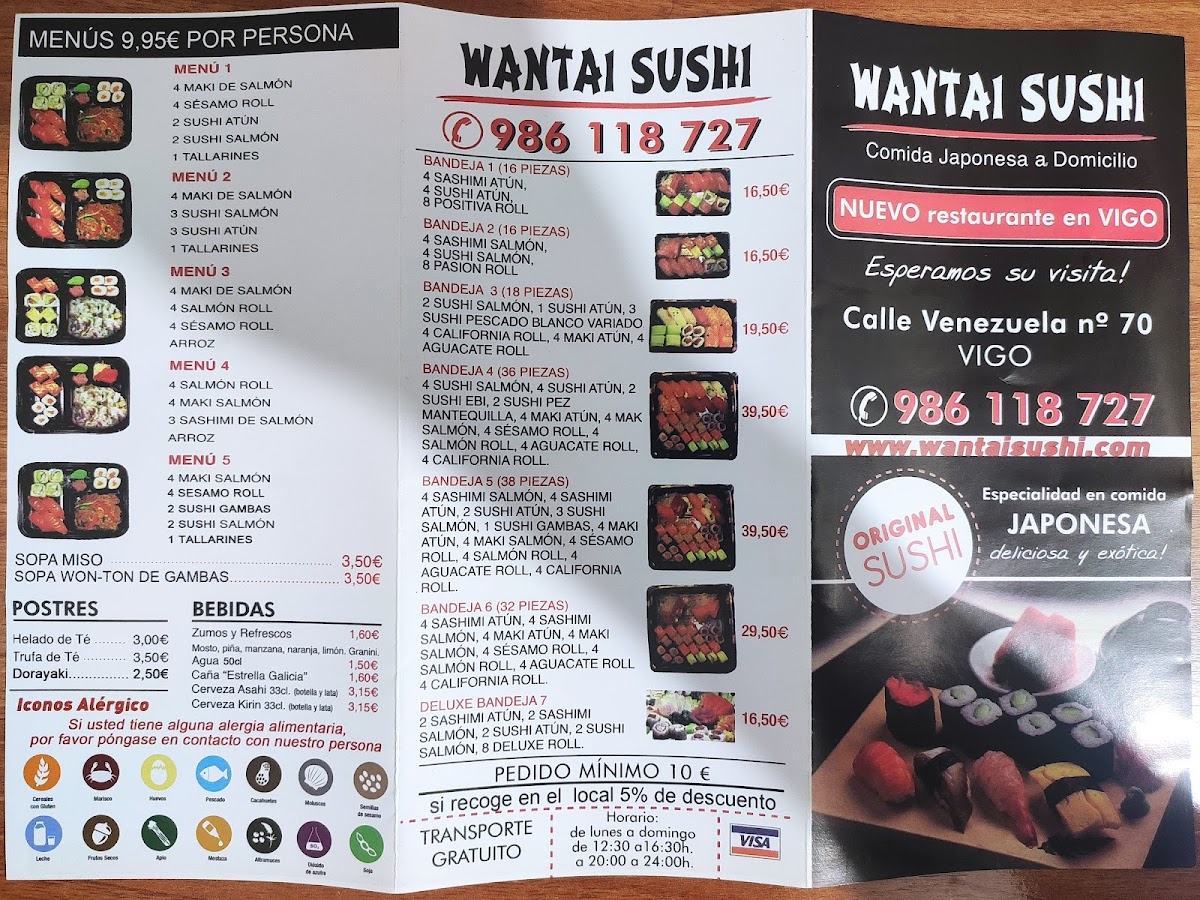 MENÚS 9,95€ POR PERSONA
MENÚ 1
4 MAKI DE SALMÓN
4 SÉSAMO ROLL
2 SUSHI ATÚN
2 SUSHI SALMÓN
1 TALLARINES
MENÚ 2
4 MAKI DE SALMÓN
3 SUSHI SALMÓN
3 SUSHI ATÚN
1 TALLARINES
MENÚ 3
4 MAKI DE SALMÓN
4 SALMÓN ROLL
4 SÉSAMO ROLL
ARROZ
MENÚ 4
4 SALMÓN ROLL
4 MAKI SALMÓN
3 SASHIMI DE SALMÓN
ARROZ
MENÚ 5
4 MAKI SALMÓN
4 SESAMO ROLL
2 SUSHI GAMBAS
2 SUSHI SALMÓN
1 TALLARINES
SOPA MISO 3,50€
SOPA WON-TON DE GAMBAS 3,50€
POSTRES
Helado de Té 3,00€
Trufa de Té 3,50€
Dorayaki 2,50€
BEBIDAS
Zumos y Refrescos 1,60€
Mosto, piña, manzana, naranja, limón. Granini.
Agua 50cl 1,50€
Caña “Estrella Galicia” 1,60€
Cerveza Asahi 33cl. (botella y lata) 3,15€
Cerveza Kirin 33cl. (botella y lata) 3,15€
Iconos Alérgico
Si usted tiene alguna alergia alimentaria,
por favor póngase en contacto con nuestro persona
Cereales con Gluten
Marisco
Huevos
Pescado
Cacahuetes
Moluscos
Semillas de sesamo
Leche
Frutos Secos
Apio
Mostaza
Altramuces
SO₂
Dióxido de azufre
Soja
WANTAI SUSHI
986 118 727
BANDEJA 1 (16 PIEZAS)
4 SASHIMI ATÚN,
4 SUSHI ATÚN,
8 POSITIVA ROLL
16,50€
BANDEJA 2 (16 PIEZAS)
4 SASHIMI SALMÓN,
4 SUSHI SALMÓN,
8 PASION ROLL
16,50€
BANDEJA 3 (18 PIEZAS)
2 SUSHI SALMÓN, 1 SUSHI ATÚN, 3
SUSHI PESCADO BLANCO VARIADO
4 CALIFORNIA ROLL, 4 MAKI ATÚN, 4
AGUACATE ROLL
19,50€
BANDEJA 4 (36 PIEZAS)
4 SUSHI SALMÓN, 4 SUSHI ATÚN, 2
SUSHI EBI, 2 SUSHI PEZ
MANTEQUILLA, 4 MAKI ATÚN, 4 MAK
SALMÓN, 4 SÉSAMO ROLL, 4
SALMÓN ROLL, 4 AGUACATE ROLL,
4 CALIFORNIA ROLL.
39,50€
BANDEJA 5 (38 PIEZAS)
4 SASHIMI SALMÓN, 4 SASHIMI
ATÚN, 2 SUSHI ATÚN, 3 SUSHI
SALMÓN, 1 SUSHI GAMBAS, 4 MAKI
ATÚN, 4 MAKI SALMÓN, 4 SÉSAMO
ROLL, 4 SALMÓN ROLL, 4
AGUACATE ROLL, 4 CALIFORNIA
ROLL.
39,50€
BANDEJA 6 (32 PIEZAS)
4 SASHIMI ATÚN, 4 SASHIMI
SALMÓN, 4 MAKI ATÚN, 4 MAKI
SALMÓN, 4 SÉSAMO ROLL, 4
SALMÓN ROLL, 4 AGUACATE ROLL
4 CALIFORNIA ROLL.
29,50€
DELUXE BANDEJA 7
2 SASHIMI ATÚN, 2 SASHIMI
SALMÓN, 2 SUSHI ATÚN, 2 SUSHI
SALMÓN, 8 DELUXE ROLL.
16,50€
PEDIDO MÍNIMO 10 €
si recoge en el local 5% de descuento
TRANSPORTE
GRATUITO
Horario:
de lunes a domingo
de 12:30 a16:30h.
a 20:00 a 24:00h.
VISA
WANTAI SUSHI
Comida Japonesa a Domicilio
NUEVO restaurante en VIGO
Esperamos su visita!
Calle Venezuela nº 70
VIGO
986 118 727
www.wantaisushi.com
ORIGINAL
SUSHI
Especialidad en comida
JAPONESA
deliciosa y exótica!